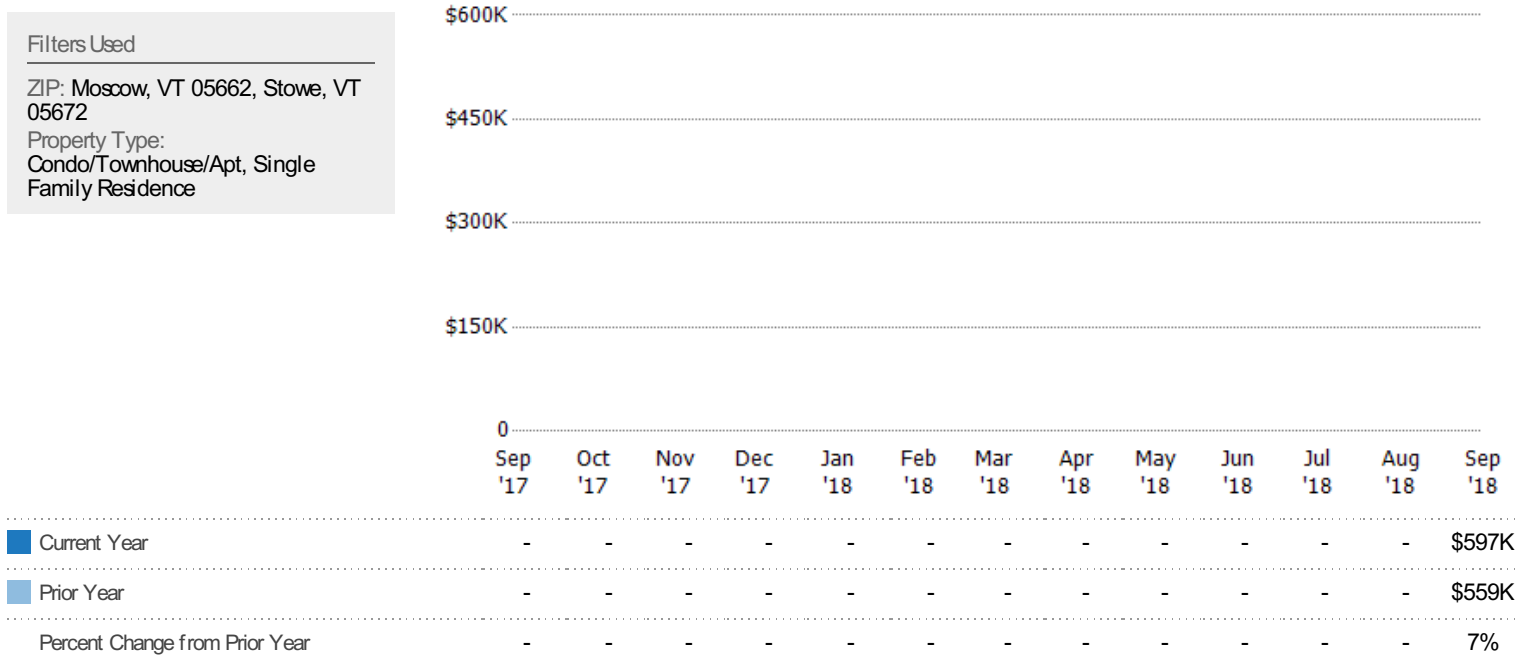 Filters Used
ZIP: Moscow, VT 05662, Stowe, VT
05672
Property Type:
Condo/Townhouse/Apt, Single
Family Residence
$600K
$450K
$300K
$150K
0
Sep Oct Nov Dec Jan Feb Mar Apr May Jun Jul Aug Sep
'17 '17 '17 '17 '18 '18 '18 '18 '18 '18 '18 '18 '18
Current Year - - - - - - - - - - - - $597K
Prior Year - - - - - - - - - - - - $559K
Percent Change from Prior Year - - - - - - - - - - - - 7%